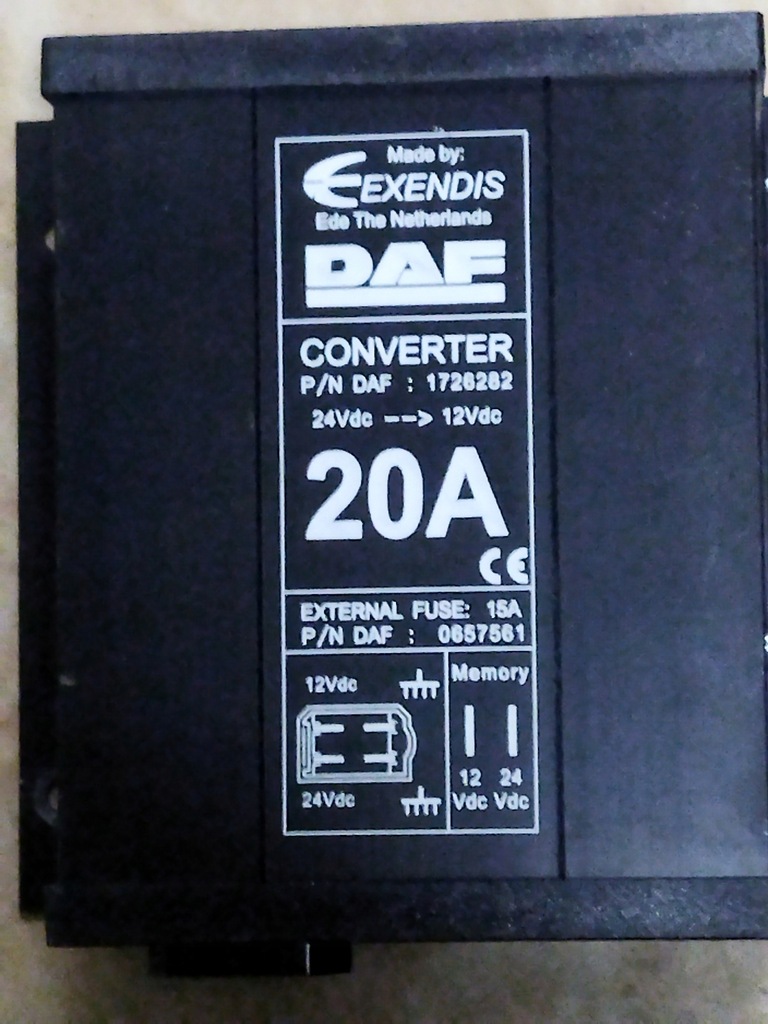 Made by:
EXENDIS
Ede The Netherlands
DAF
CONVERTER
P/N DAF : 1726282
24Vdc --> 12Vdc
20A
CE
EXTERNAL FUSE: 15A
P/N DAF : 0657561
12Vdc
24Vdc
Memory
12 24
Vdc Vdc